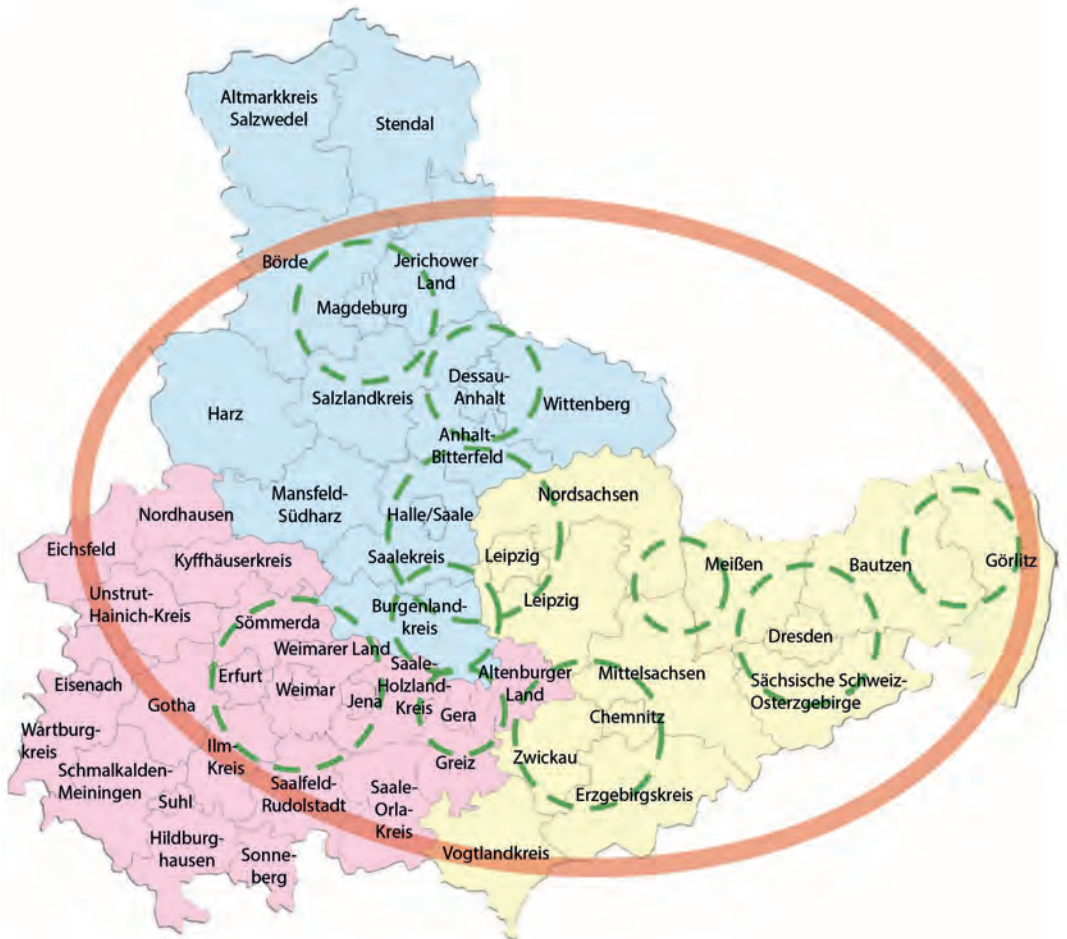 Altmarkkreis
Salzwedel
Stendal
Börde
Jerichower
Land
Magdeburg
Dessau-
Anhalt
Salzlandkreis
Harz
Wittenberg
Anhalt-
Bitterfeld
Mansfeld-
Südharz
Halle/Saale
Nordsachsen
Nordhausen
Eichsfeld
Kyffhäuserkreis
Saalekreis
Leipzig
Meißen
Bautzen
Görlitz
Unstrut-
Hainich-Kreis
Sömmerda
Burgenland-
kreis
Leipzig
Dresden
Weimarer Land
Erfurt
Weimar
Jena
Saale-
Holzland-
Kreis
Altenburger
Land
Mittelsachsen
Sächsische Schweiz-
Osterzgebirge
Eisenach
Gotha
Gera
Chemnitz
Wartburg-
kreis
Ilm-
Kreis
Greiz
Zwickau
Schmalkalden-
Meiningen
Suhl
Saalfeld-
Rudolstadt
Saale-
Orla-
Kreis
Erzgebirgskreis
Hildburg-
hausen
Sonne-
berg
Vogtlandkreis